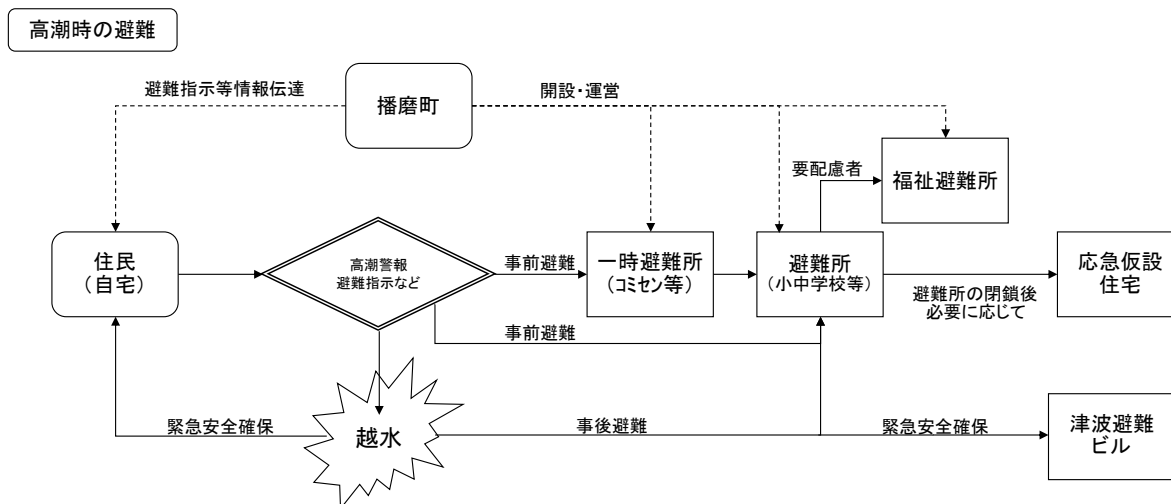 高潮時の避難
避難指示等情報伝達
播磨町
開設・運営
要配慮者
福祉避難所
住民
（自宅）
高潮警報
避難指示など
事前避難
一時避難所
（ｺﾐｾﾝ等）
避難所
（小中学校等）
避難所の閉鎖後
必要に応じて
応急仮設
住宅
事前避難
緊急安全確保
越水
事後避難
緊急安全確保
津波避難
ビル